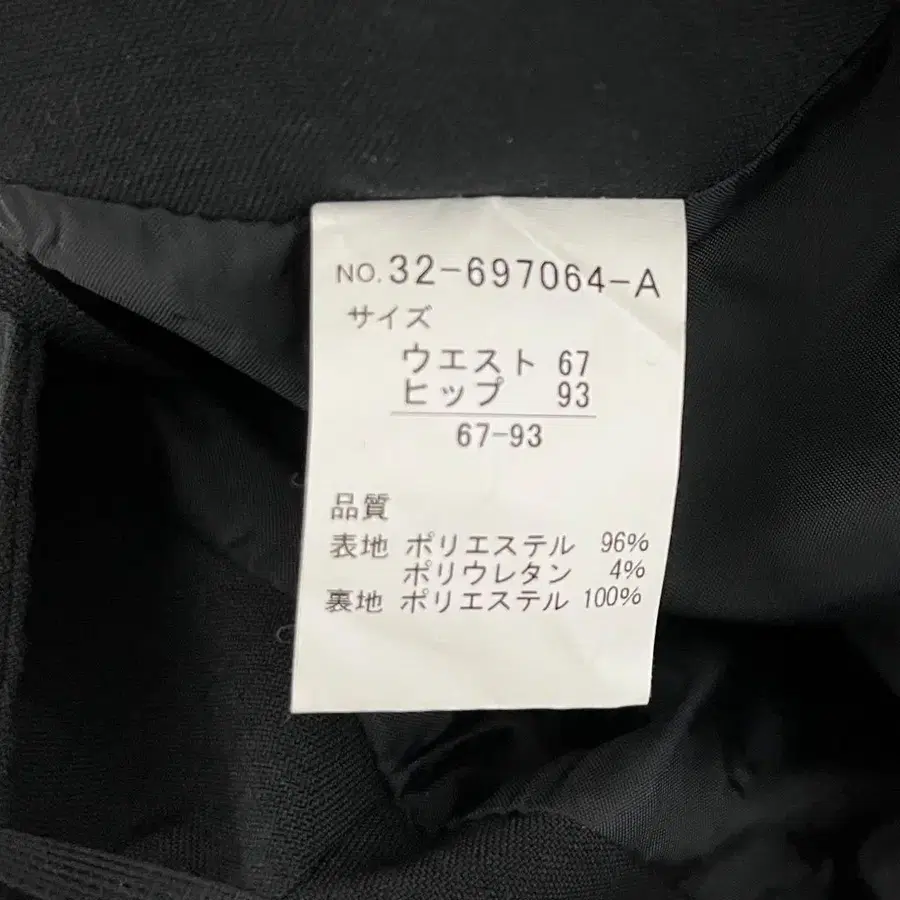 NO. 32-697064-A
サイズ
ウエスト 67
ヒップ 93
67-93
品質
表地 ポリエステル 96%
ポリウレタン 4%
裏地 ポリエステル 100%